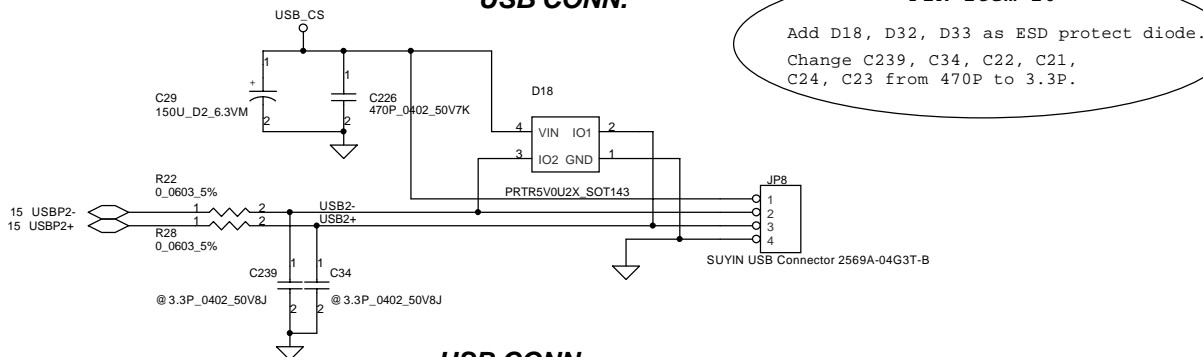 USB CONN.
USB_CS
Add D18, D32, D33 as ESD protect diode.
Change C239, C34, C22, C21,
C24, C23 from 470P to 3.3P.
1
+
C29
150U_D2_6.3VM
2
1
C226
470P_0402_50V7K
2
D18
4 VIN IO1 2
3 IO2 GND 1
PRTR5V0U2X_SOT143
JP8
1
2
3
4
SUYIN USB Connector 2569A-04G3T-B
R22
0_0603_5%
15 USBP2- 1 2 USB2-
15 USBP2+ 1 2 USB2+
R28
0_0603_5%
1 1
C239 C34
@ 3.3P_0402_50V8J @ 3.3P_0402_50V8J
2 2
USB CONN.